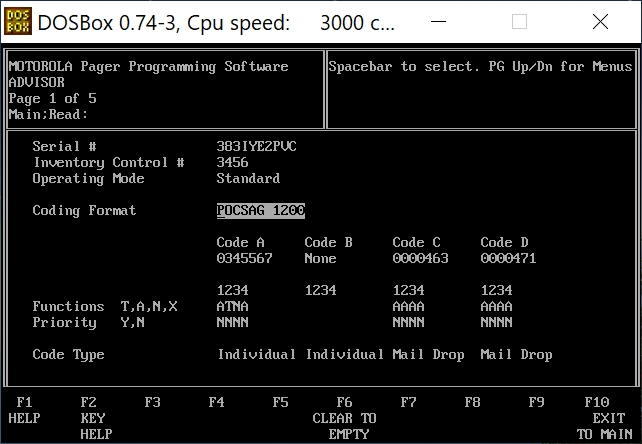 DOS BOX DOSBox 0.74-3, Cpu speed: 3000 c...
MOTOROLA Pager Programming Software
ADVISOR
Page 1 of 5
Main;Read:
Spacebar to select. PG Up/Dn for Menus
Serial # 383IYE2PVC
Inventory Control # 3456
Operating Mode Standard
Coding Format POCSAG 1200
Code A Code B Code C Code D
0345567 None 0000463 0000471
1234 1234 1234 1234
Functions T,A,N,X ATNA AAAA AAAA
Priority Y,N NNNN NNNN NNNN
Code Type Individual Individual Mail Drop Mail Drop
F1 F2 F3 F4 F5 F6 F7 F8 F9 F10
HELP KEY CLEAR TO EXIT
HELP EMPTY TO MAIN